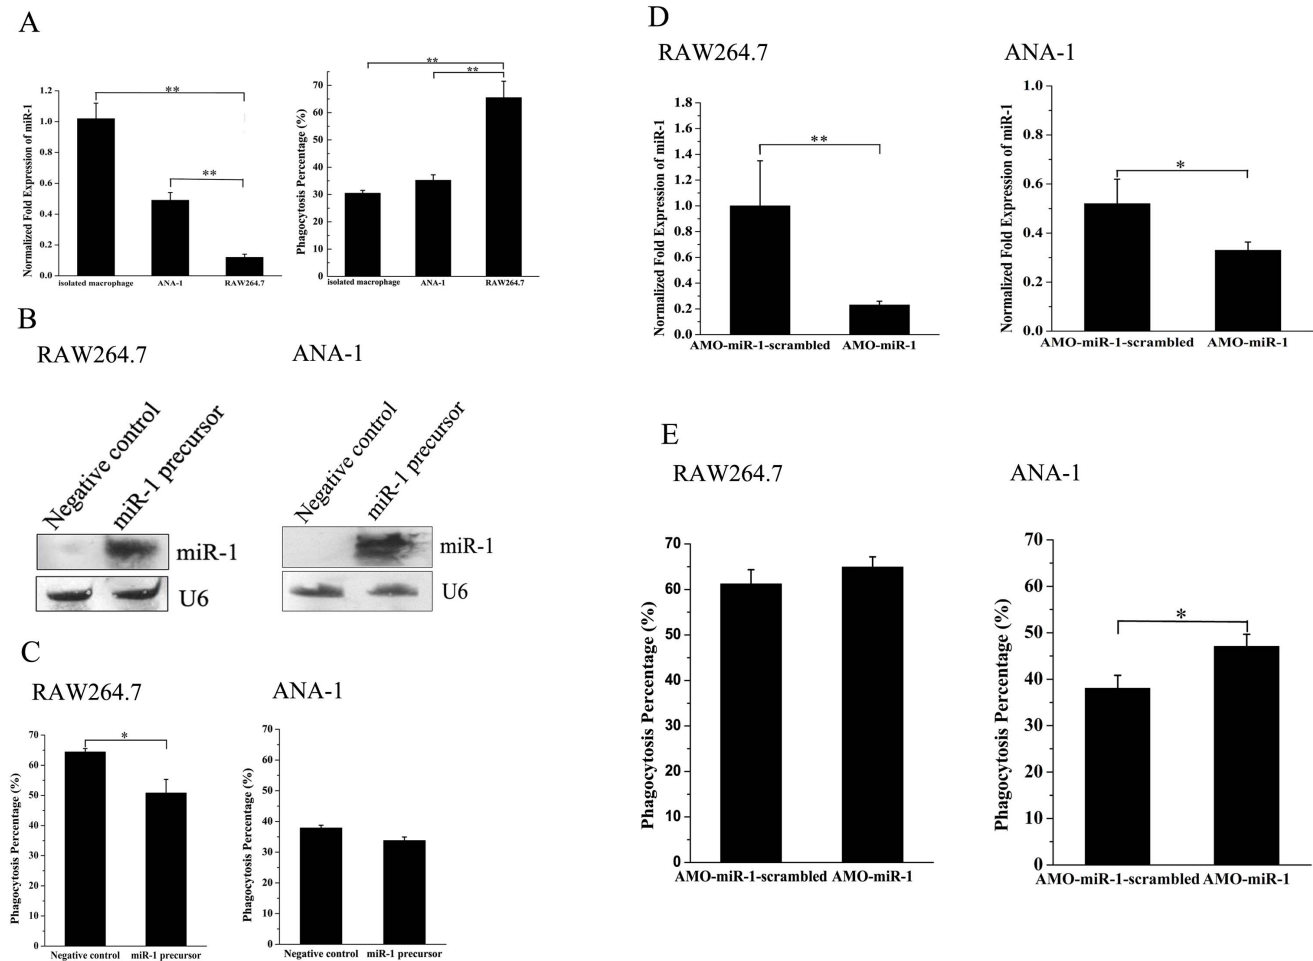 A
Normalized Fold Expression of miR-1
1.2
1.0
0.8
0.6
0.4
0.2
0.0
**
**
isolated macrophage ANA-1 RAW264.7
Phagocytosis Percentage (%)
70
60
50
40
30
20
10
0
**
**
isolated macrophage ANA-1 RAW264.7
B
RAW264.7
Negative control
miR-1 precursor
miR-1
U6
ANA-1
Negative control
miR-1 precursor
miR-1
U6
C
RAW264.7
Phagocytosis Percentage (%)
70
60
50
40
30
20
10
0
*
Negative control miR-1 precursor
ANA-1
Phagocytosis Percentage (%)
70
60
50
40
30
20
10
0
Negative control miR-1 precursor
D
RAW264.7
Normalized Fold Expression of miR-1
1.8
1.6
1.4
1.2
1.0
0.8
0.6
0.4
0.2
0.0
**
AMO-miR-1-scrambled AMO-miR-1
ANA-1
Normalized Fold Expression of miR-1
1.0
0.8
0.6
0.4
0.2
0.0
*
AMO-miR-1-scrambled AMO-miR-1
E
RAW264.7
Phagocytosis Percentage (%)
70
60
50
40
30
20
10
0
AMO-miR-1-scrambled AMO-miR-1
ANA-1
Phagocytosis Percentage (%)
70
60
50
40
30
20
10
0
*
AMO-miR-1-scrambled AMO-miR-1